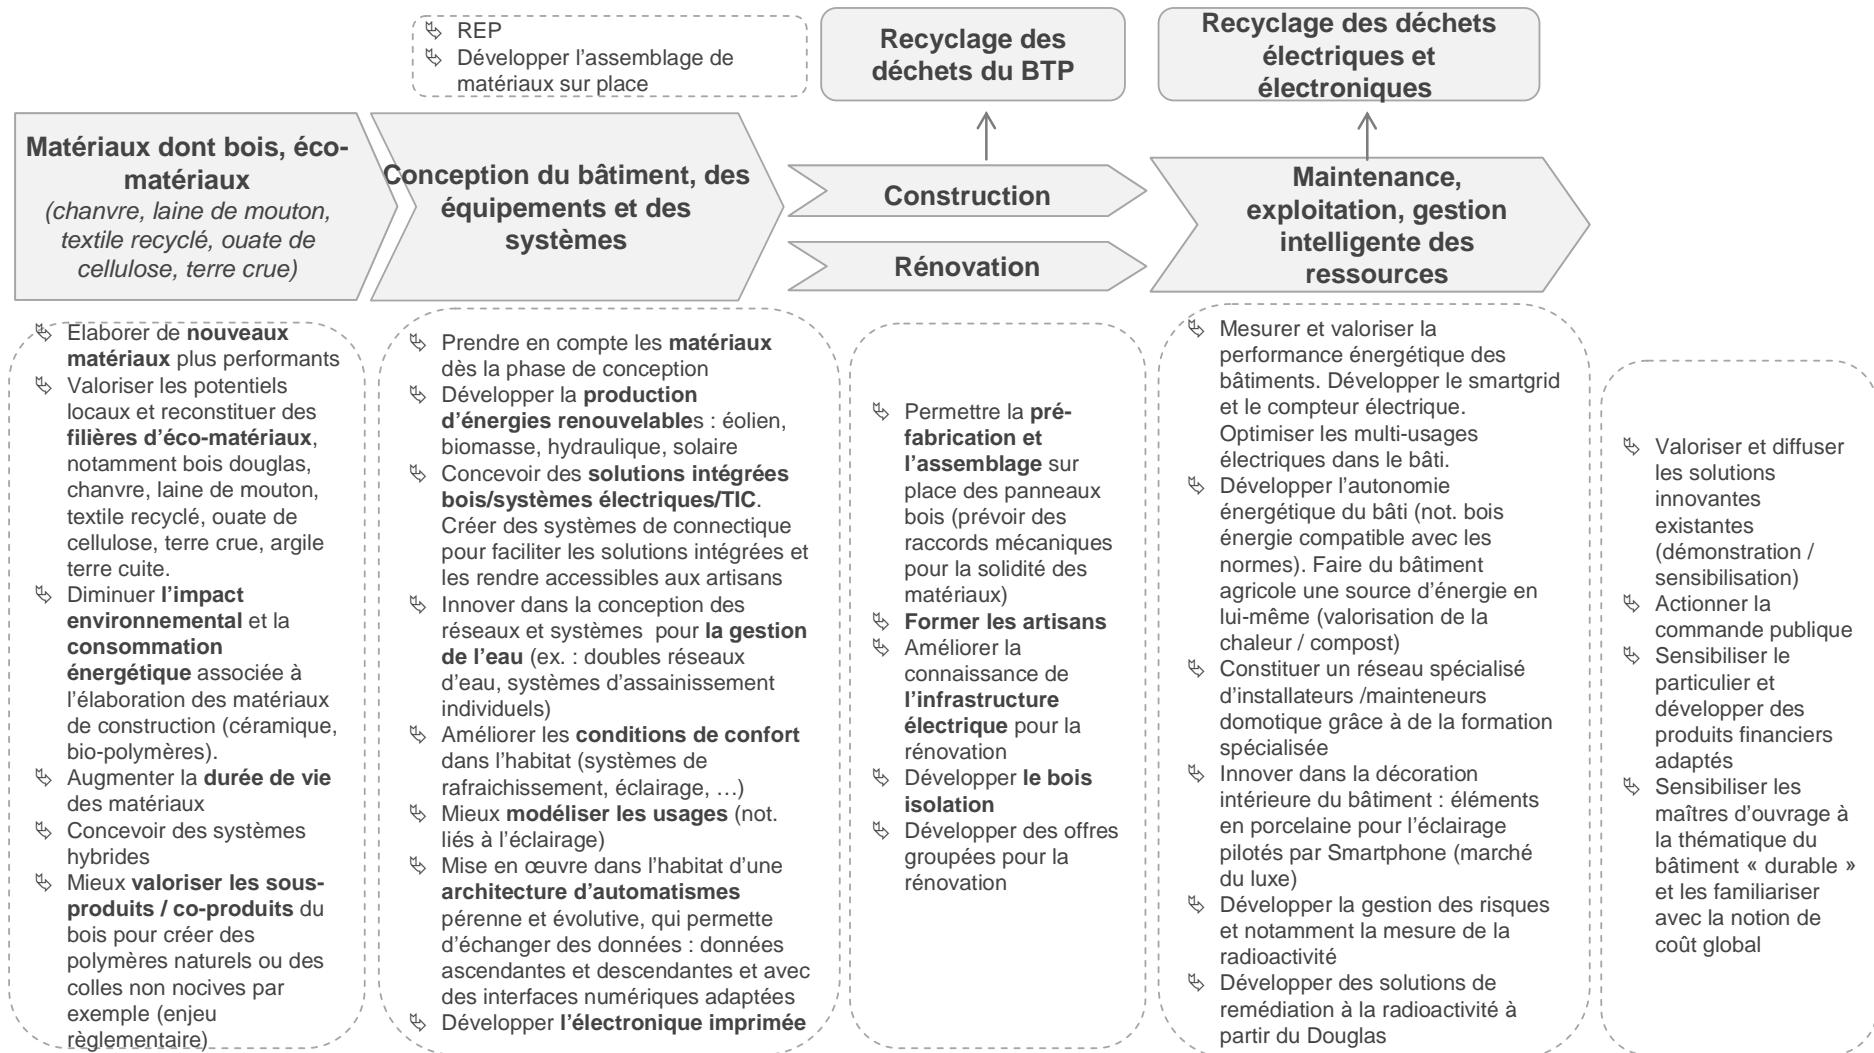 REP
Développer l'assemblage de
matériaux sur place
Recyclage des
déchets du BTP
Recyclage des déchets
électriques et
électroniques
Matériaux dont bois, éco-
matériaux
(chanvre, laine de mouton,
textile recyclé, ouate de
cellulose, terre crue)
Conception du bâtiment, des
équipements et des
systèmes
Construction
Rénovation
Maintenance,
exploitation, gestion
intelligente des
ressources
Elaborer de nouveaux
matériaux plus performants
Valoriser les potentiels
locaux et reconstituer des
filières d'éco-matériaux,
notamment bois douglas,
chanvre, laine de mouton,
textile recyclé, ouate de
cellulose, terre crue, argile
terre cuite.
Diminuer l'impact
environnemental et la
consommation
énergétique associée à
l'élaboration des matériaux
de construction (céramique,
bio-polymères).
Augmenter la durée de vie
des matériaux
Concevoir des systèmes
hybrides
Mieux valoriser les sous-
produits / co-produits du
bois pour créer des
polymères naturels ou des
colles non nocives par
exemple (enjeu
règlementaire)
Prendre en compte les matériaux
dès la phase de conception
Développer la production
d'énergies renouvelables : éolien,
biomasse, hydraulique, solaire
Concevoir des solutions intégrées
bois/systèmes électriques/TIC.
Créer des systèmes de connectique
pour faciliter les solutions intégrées et
les rendre accessibles aux artisans
Innover dans la conception des
réseaux et systèmes pour la gestion
de l'eau (ex. : doubles réseaux
d'eau, systèmes d'assainissement
individuels)
Améliorer les conditions de confort
dans l'habitat (systèmes de
rafraichissement, éclairage, …)
Mieux modéliser les usages (not.
liés à l'éclairage)
Mise en œuvre dans l'habitat d'une
architecture d'automatismes
pérenne et évolutive, qui permette
d'échanger des données : données
ascendantes et descendantes et avec
des interfaces numériques adaptées
Développer l'électronique imprimée
Permettre la pré-
fabrication et
l'assemblage sur
place des panneaux
bois (prévoir des
raccords mécaniques
pour la solidité des
matériaux)
Former les artisans
Améliorer la
connaissance de
l'infrastructure
électrique pour la
rénovation
Développer le bois
isolation
Développer des offres
groupées pour la
rénovation
Mesurer et valoriser la
performance énergétique des
bâtiments. Développer le smartgrid
et le compteur électrique.
Optimiser les multi-usages
électriques dans le bâti.
Développer l'autonomie
énergétique du bâti (not. bois
énergie compatible avec les
normes). Faire du bâtiment
agricole une source d'énergie en
lui-même (valorisation de la
chaleur / compost)
Constituer un réseau spécialisé
d'installateurs /mainteneurs
domotique grâce à de la formation
spécialisée
Innover dans la décoration
intérieure du bâtiment : éléments
en porcelaine pour l'éclairage
pilotés par Smartphone (marché
du luxe)
Développer la gestion des risques
et notamment la mesure de la
radioactivité
Développer des solutions de
remédiation à la radioactivité à
partir du Douglas
Valoriser et diffuser
les solutions
innovantes
existantes
(démonstration /
sensibilisation)
Actionner la
commande publique
Sensibiliser le
particulier et
développer des
produits financiers
adaptés
Sensibiliser les
maîtres d'ouvrage à
la thématique du
bâtiment « durable »
et les familiariser
avec la notion de
coût global